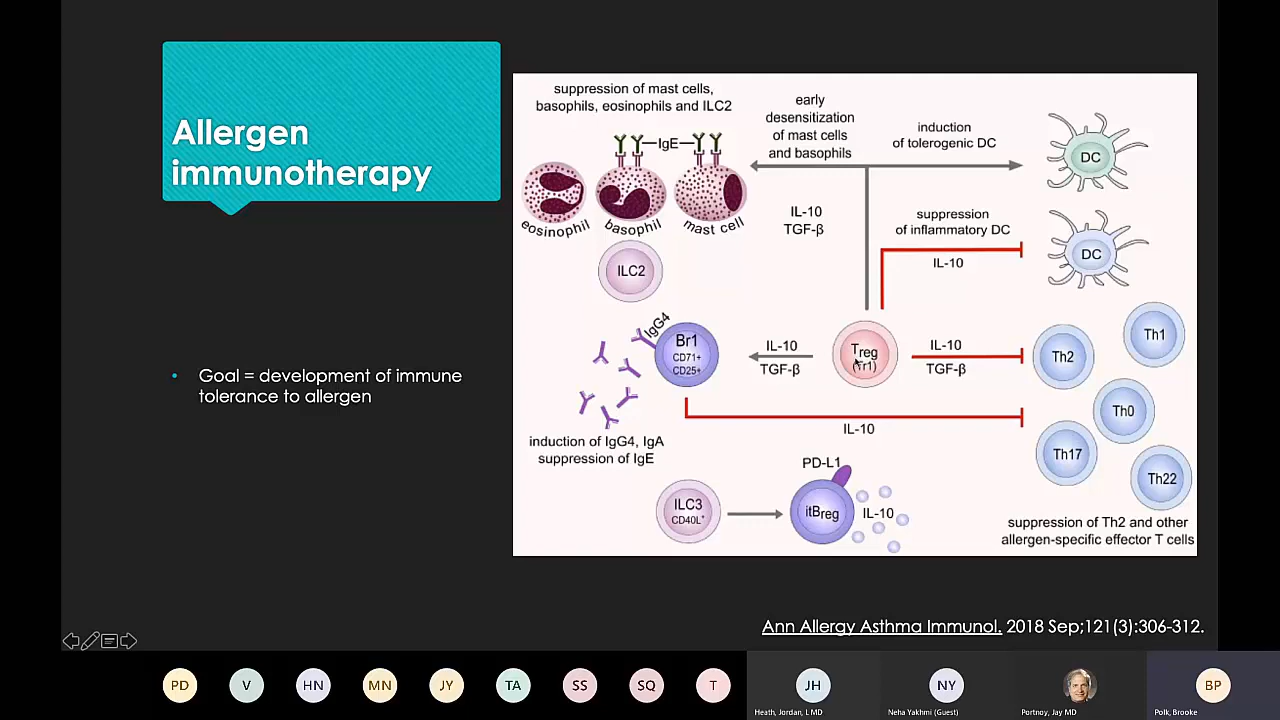 Allergen
immunotherapy
• Goal = development of immune
tolerance to allergen
suppression of mast cells,
basophils, eosinophils and ILC2
IgE
eosinophil
basophil
mast cell
ILC2
early
desensitization
of mast cells
and basophils
induction
of tolerogenic DC
DC
IL-10
TGF-β
suppression
of inflammatory DC
IL-10
DC
IgG4
Br1
CD71+
CD25+
IL-10
TGF-β
Treg
(Tr1)
IL-10
TGF-β
Th2
Th1
Th0
Th17
Th22
IL-10
induction of IgG4, IgA
suppression of IgE
ILC3
CD40L+
PD-L1
itBreg
IL-10
suppression of Th2 and other
allergen-specific effector T cells
Ann Allergy Asthma Immunol. 2018 Sep;121(3):306-312.
PD
V
HN
MN
JY
TA
SS
SQ
T
JH
NY
BP
Heath, Jordan, L MD
Neha Yakhmi (Guest)
Portnoy, Jay MD
Polk, Brooke